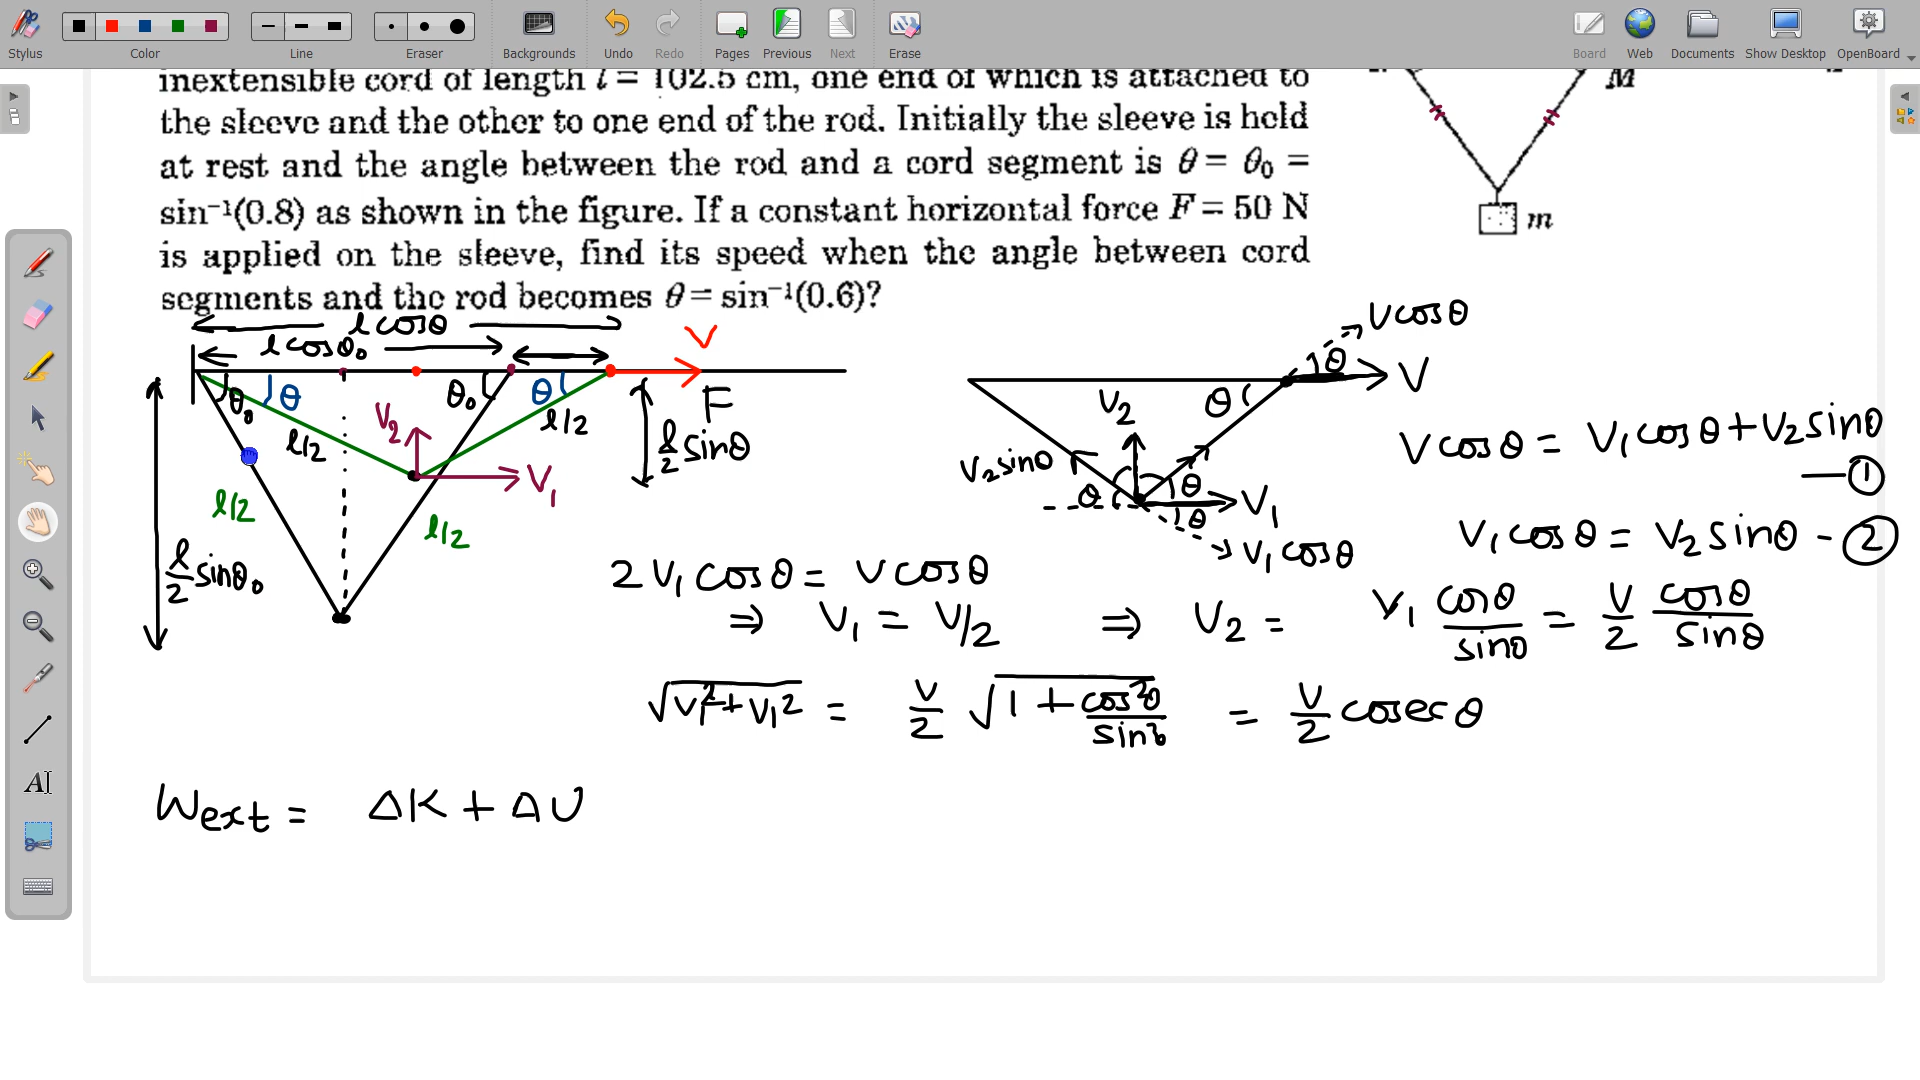 Stylus Color Line Eraser Backgrounds Undo Redo Pages Previous Next Erase Board Web Documents Show Desktop OpenBoard
inextensible cord of length l = 102.5 cm, one end of which is attached to
the sleeve and the other to one end of the rod. Initially the sleeve is held
at rest and the angle between the rod and a cord segment is θ = θ₀ =
sin⁻¹(0.8) as shown in the figure. If a constant horizontal force F = 50 N
is applied on the sleeve, find its speed when the angle between cord
segments and the rod becomes θ = sin⁻¹(0.6)?
M
m
l cosθ
l cosθ₀
V
F
θ₀
θ
θ₀
θ
l/2
l/2
V₂
V₁
l/2 sinθ
l/2
l/2
l/2 sinθ₀
V cosθ
θ
V
V₂
θ
V₂ sinθ
θ
θ
V₁
θ
V₁ cosθ
V cosθ = V₁ cosθ + V₂ sinθ
— ①
V₁ cosθ = V₂ sinθ - ②
2V₁ cosθ = V cosθ
⇒ V₁ = V/2 ⇒ V₂ = V₁ cosθ/sinθ = V/2 cosθ/sinθ
= V/2 √1 + cos²θ/sin²θ = V/2 cosec θ
Wext = ΔK + ΔU
AI